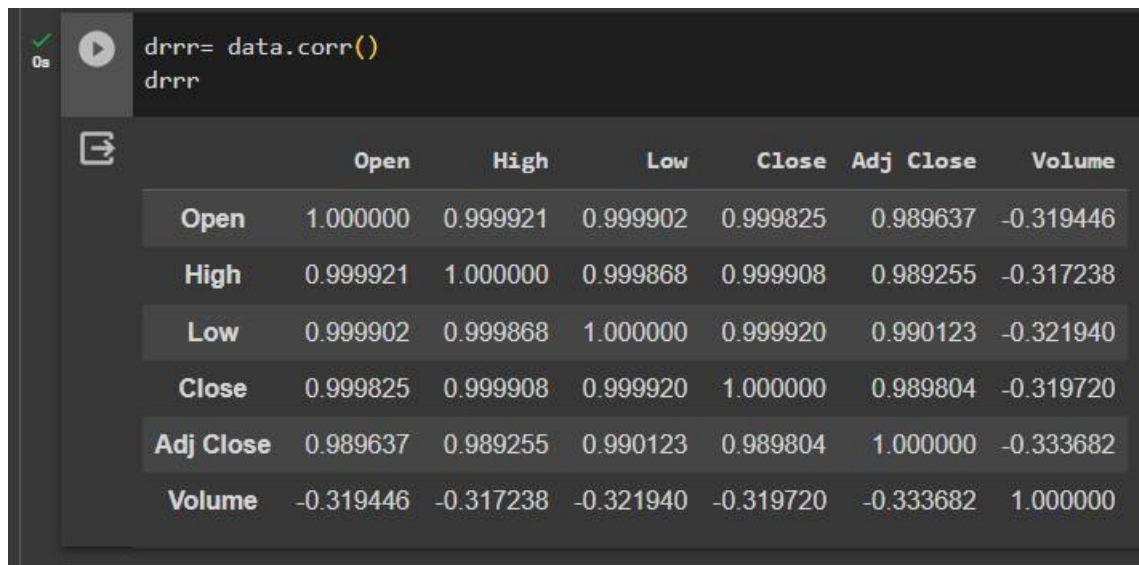 0s
drrr= data.corr()
drrr
Open High Low Close Adj Close Volume
Open 1.000000 0.999921 0.999902 0.999825 0.989637 -0.319446
High 0.999921 1.000000 0.999868 0.999908 0.989255 -0.317238
Low 0.999902 0.999868 1.000000 0.999920 0.990123 -0.321940
Close 0.999825 0.999908 0.999920 1.000000 0.989804 -0.319720
Adj Close 0.989637 0.989255 0.990123 0.989804 1.000000 -0.333682
Volume -0.319446 -0.317238 -0.321940 -0.319720 -0.333682 1.000000